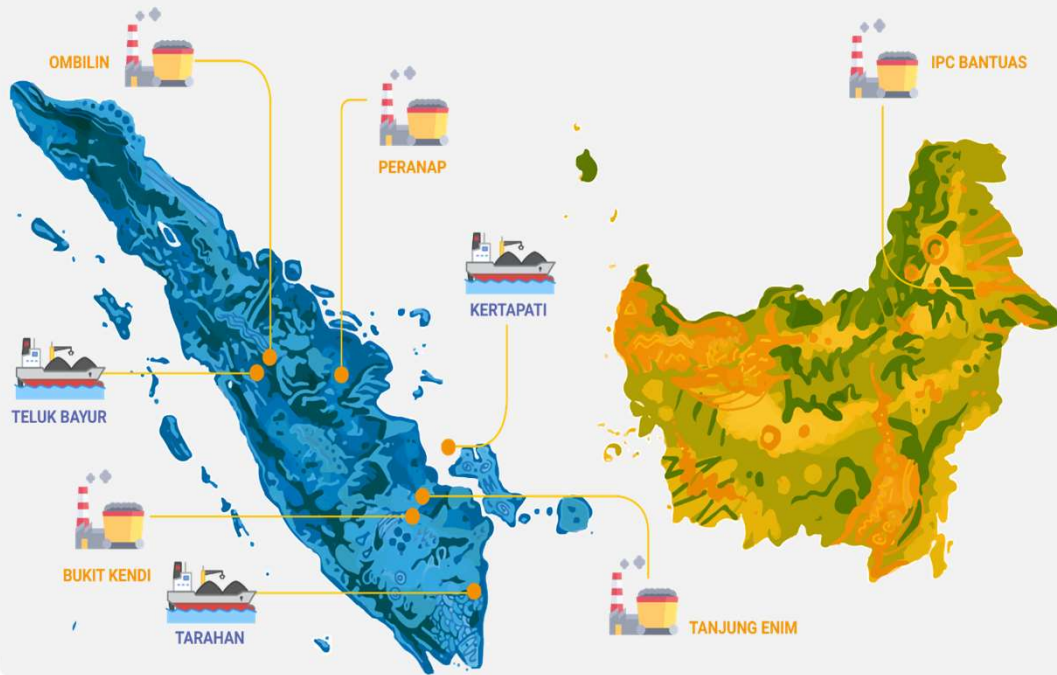 OMBILIN
IPC BANTUAS
PERANAP
KERTAPATI
TELUK BAYUR
BUKIT KENDI
TARAHAN
TANJUNG ENIM